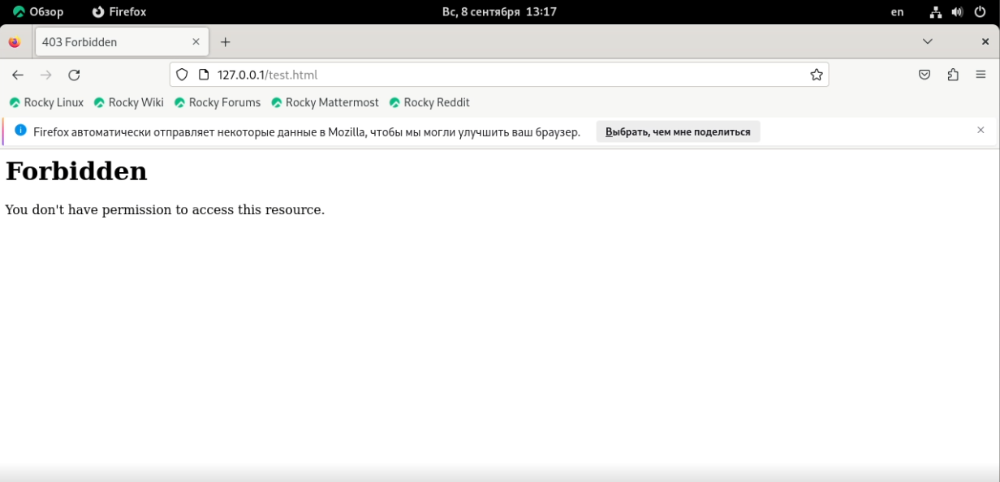 Обзор Firefox Вс, 8 сентября 13:17 en
403 Forbidden
127.0.0.1/test.html
Rocky Linux Rocky Wiki Rocky Forums Rocky Mattermost Rocky Reddit
Firefox автоматически отправляет некоторые данные в Mozilla, чтобы мы могли улучшить ваш браузер. Выбрать, чем мне поделиться
Forbidden
You don't have permission to access this resource.